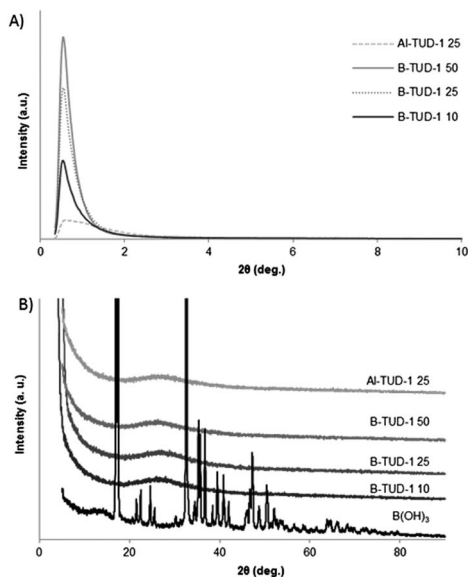 A)
Intensity (a.u.)
Al-TUD-1 25
B-TUD-1 50
B-TUD-1 25
B-TUD-1 10
0 2 4 6 8 10
2θ (deg.)
B)
Intensity (a. u.)
Al-TUD-1 25
B-TUD-1 50
B-TUD-1 25
B-TUD-1 10
B(OH)₃
0 20 40 60 80
2θ (deg.)